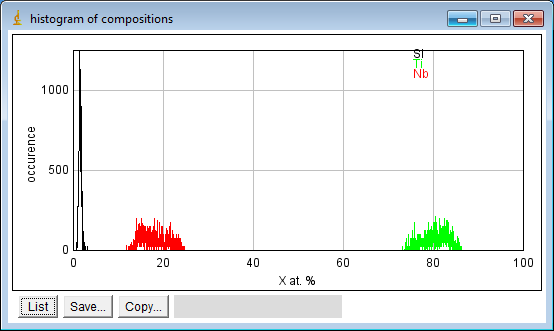 histogram of compositions
Si
Ti
Nb
1000
500
0
occurence
0 20 40 60 80 100
X at. %
List Save... Copy...